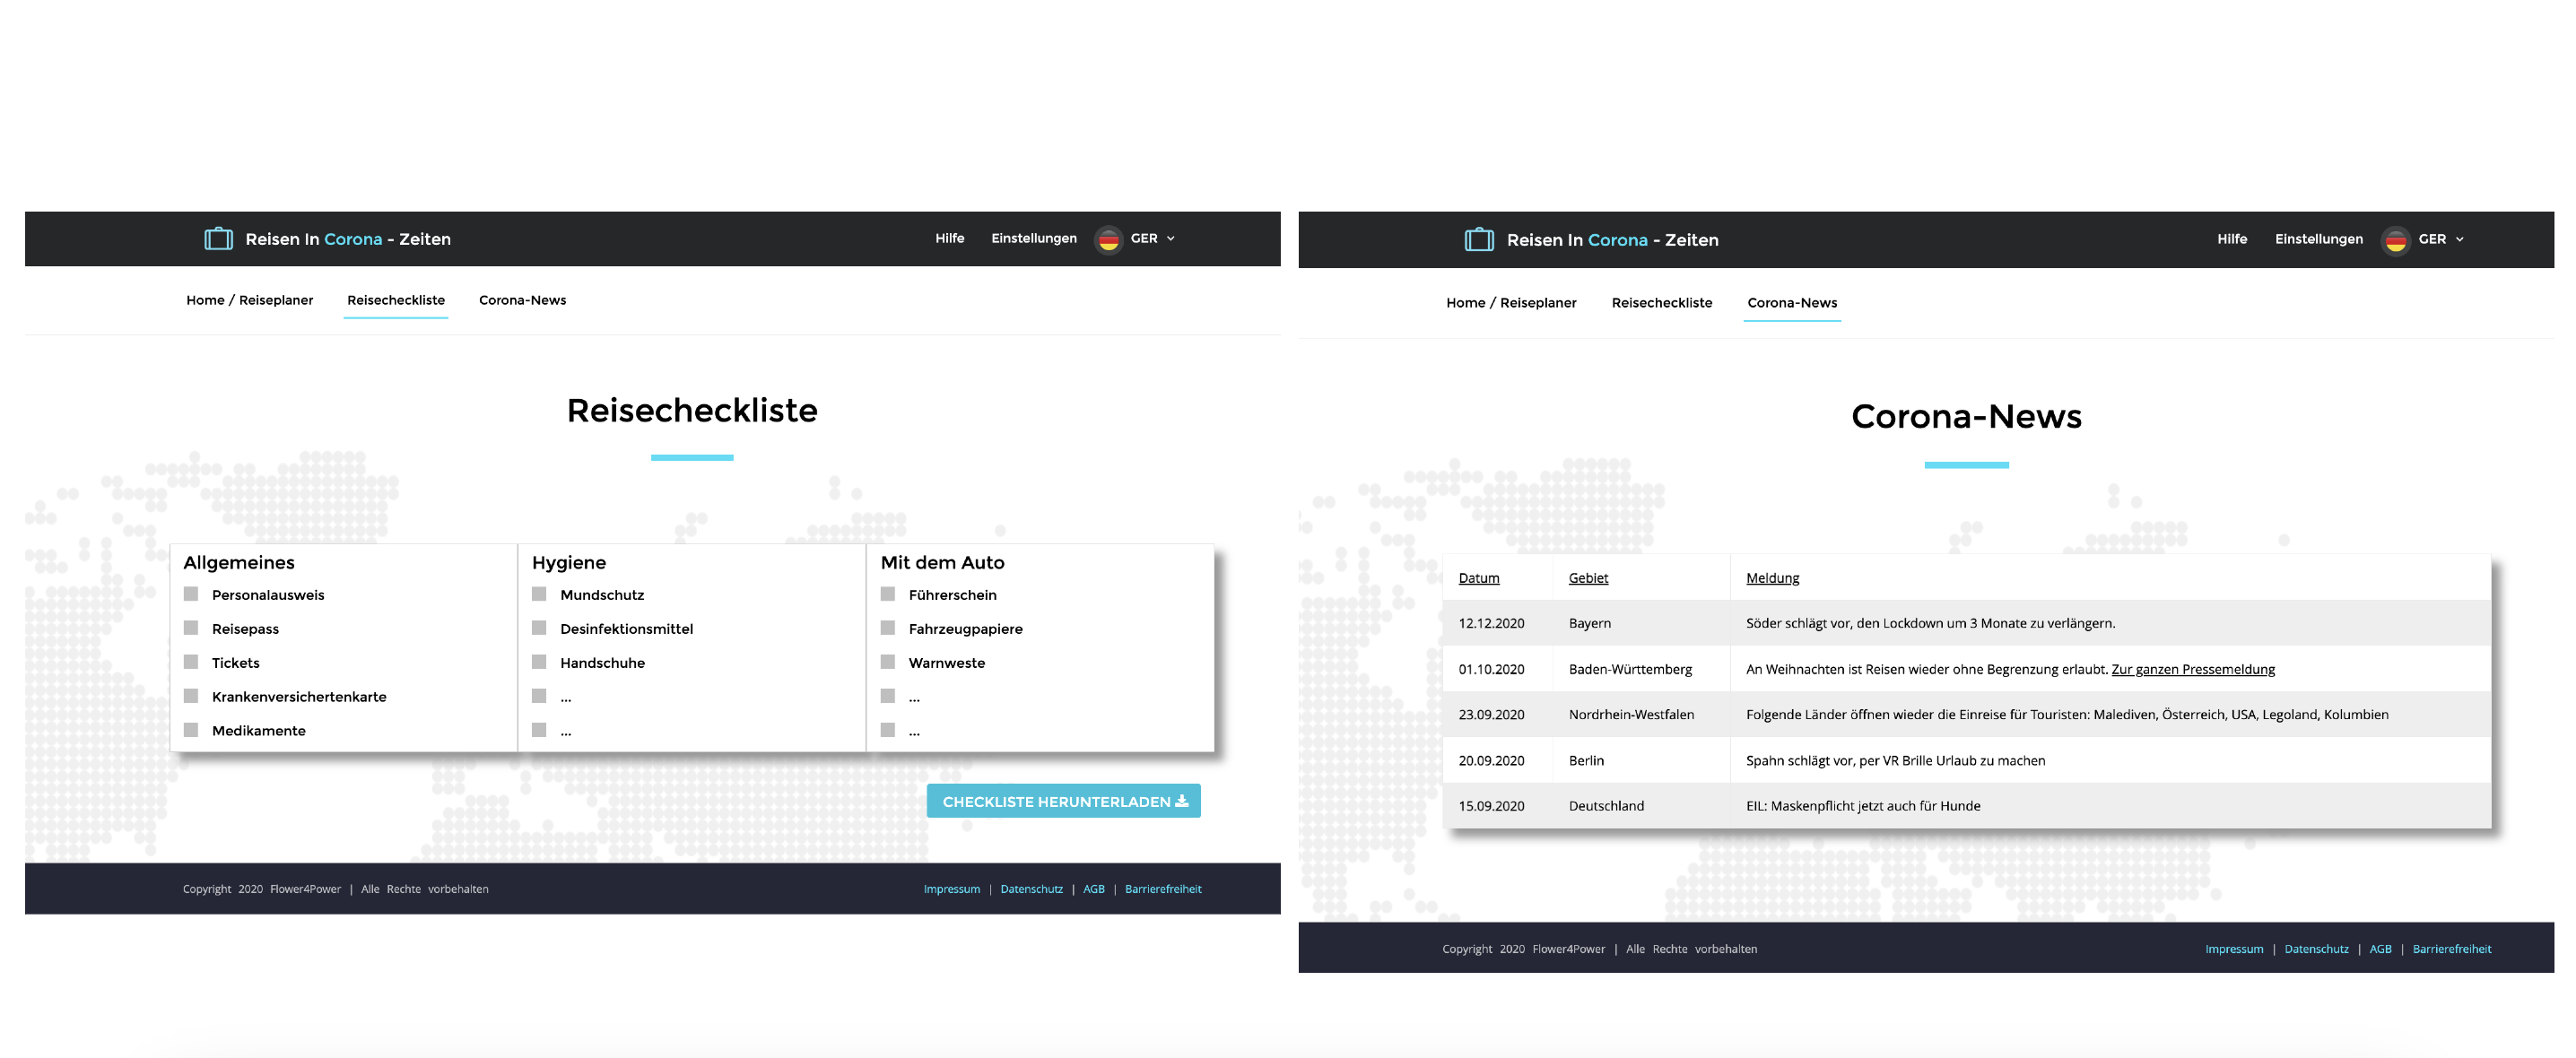 Reisen In Corona - Zeiten
Hilfe Einstellungen GER
Home / Reiseplaner Reisecheckliste Corona-News
Reisecheckliste
Allgemeines
Personalausweis
Reisepass
Tickets
Krankenversichertenkarte
Medikamente
Hygiene
Mundschutz
Desinfektionsmittel
Handschuhe
...
...
Mit dem Auto
Führerschein
Fahrzeugpapiere
Warnweste
...
...
CHECKLISTE HERUNTERLADEN
Copyright 2020 Flower4Power | Alle Rechte vorbehalten
Impressum | Datenschutz | AGB | Barrierefreiheit
Reisen In Corona - Zeiten
Hilfe Einstellungen GER
Home / Reiseplaner Reisecheckliste Corona-News
Corona-News
Datum Gebiet Meldung
12.12.2020 Bayern Söder schlägt vor, den Lockdown um 3 Monate zu verlängern.
01.10.2020 Baden-Württemberg An Weihnachten ist Reisen wieder ohne Begrenzung erlaubt. Zur ganzen Pressemeldung
23.09.2020 Nordrhein-Westfalen Folgende Länder öffnen wieder die Einreise für Touristen: Malediven, Österreich, USA, Legoland, Kolumbien
20.09.2020 Berlin Spahn schlägt vor, per VR Brille Urlaub zu machen
15.09.2020 Deutschland EIL: Maskenpflicht jetzt auch für Hunde
Copyright 2020 Flower4Power | Alle Rechte vorbehalten
Impressum | Datenschutz | AGB | Barrierefreiheit